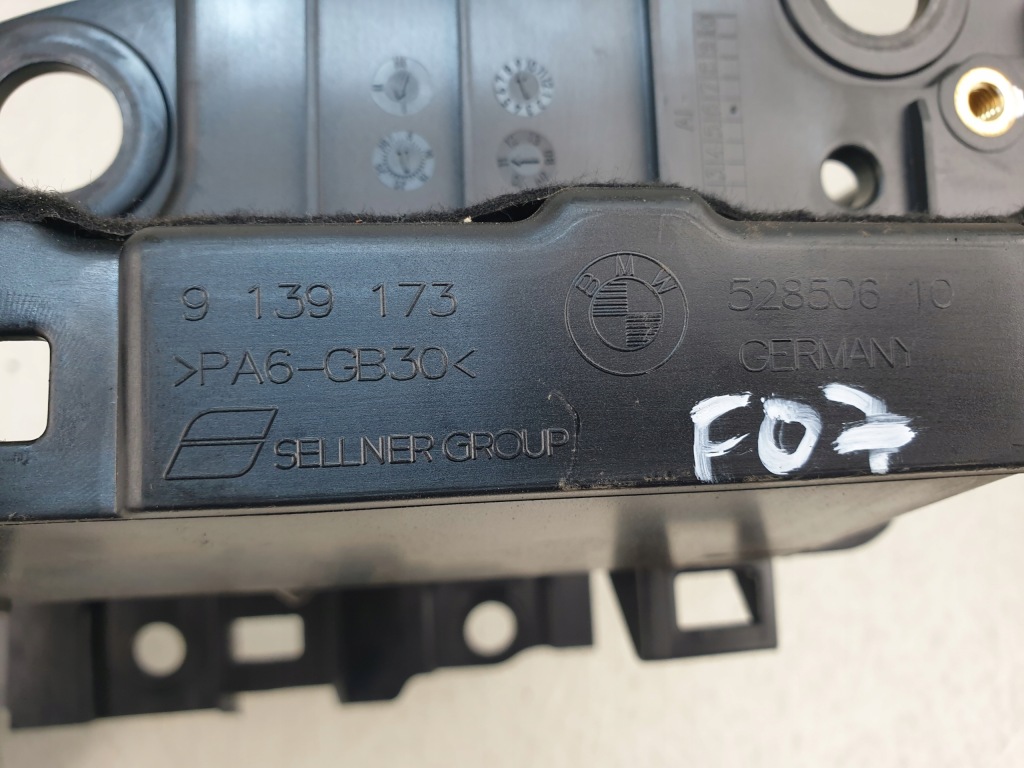 9 139 173
>PA6-GB30<
SELLNER GROUP
BMW
528506 10
GERMANY
F07